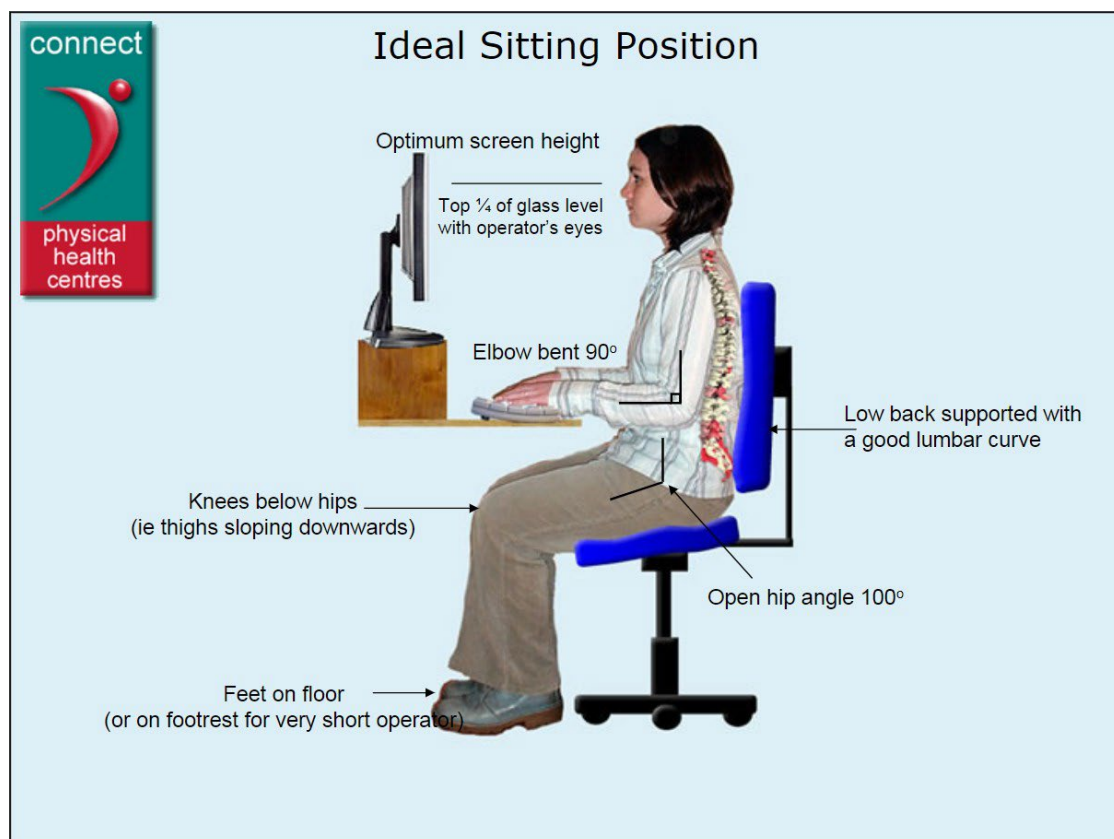 connect
physical
health
centres
Ideal Sitting Position
Optimum screen height
Top ¼ of glass level
with operator's eyes
Elbow bent 90º
Low back supported with
a good lumbar curve
Knees below hips
(ie thighs sloping downwards)
Open hip angle 100º
Feet on floor
(or on footrest for very short operator)